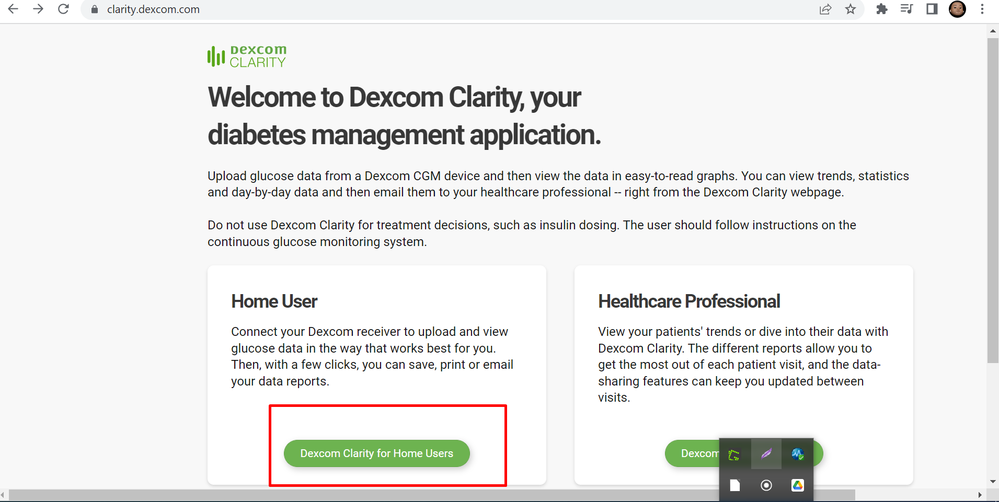 clarity.dexcom.com
Dexcom
CLARITY
Welcome to Dexcom Clarity, your
diabetes management application.
Upload glucose data from a Dexcom CGM device and then view the data in easy-to-read graphs. You can view trends, statistics
and day-by-day data and then email them to your healthcare professional -- right from the Dexcom Clarity webpage.
Do not use Dexcom Clarity for treatment decisions, such as insulin dosing. The user should follow instructions on the
continuous glucose monitoring system.
Home User
Connect your Dexcom receiver to upload and view
glucose data in the way that works best for you.
Then, with a few clicks, you can save, print or email
your data reports.
Dexcom Clarity for Home Users
Healthcare Professional
View your patients' trends or dive into their data with
Dexcom Clarity. The different reports allow you to
get the most out of each patient visit, and the data-
sharing features can keep you updated between
visits.
Dexcom